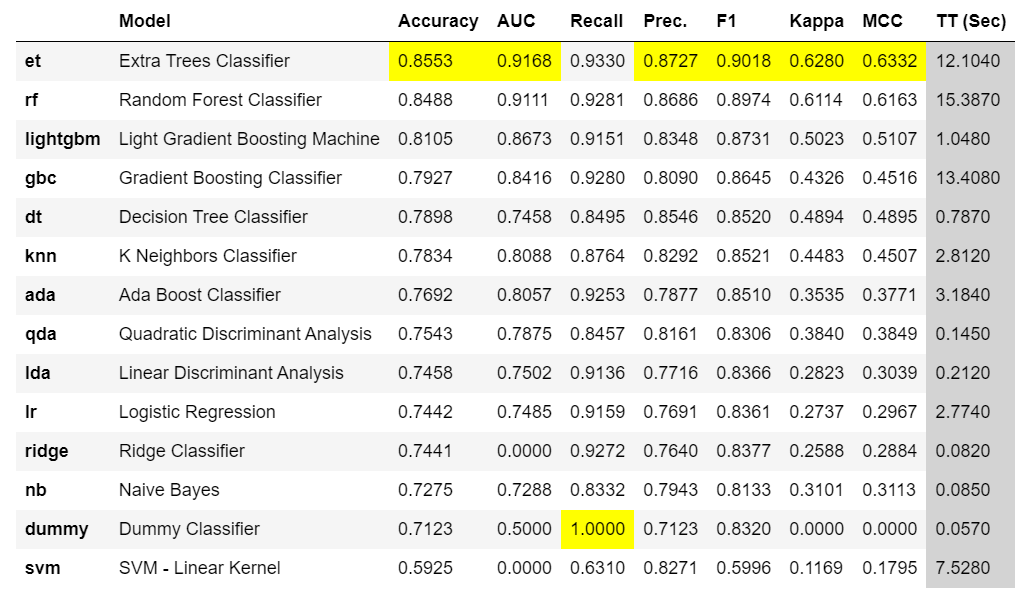 Model Accuracy AUC Recall Prec. F1 Kappa MCC TT (Sec)
et Extra Trees Classifier 0.8553 0.9168 0.9330 0.8727 0.9018 0.6280 0.6332 12.1040
rf Random Forest Classifier 0.8488 0.9111 0.9281 0.8686 0.8974 0.6114 0.6163 15.3870
lightgbm Light Gradient Boosting Machine 0.8105 0.8673 0.9151 0.8348 0.8731 0.5023 0.5107 1.0480
gbc Gradient Boosting Classifier 0.7927 0.8416 0.9280 0.8090 0.8645 0.4326 0.4516 13.4080
dt Decision Tree Classifier 0.7898 0.7458 0.8495 0.8546 0.8520 0.4894 0.4895 0.7870
knn K Neighbors Classifier 0.7834 0.8088 0.8764 0.8292 0.8521 0.4483 0.4507 2.8120
ada Ada Boost Classifier 0.7692 0.8057 0.9253 0.7877 0.8510 0.3535 0.3771 3.1840
qda Quadratic Discriminant Analysis 0.7543 0.7875 0.8457 0.8161 0.8306 0.3840 0.3849 0.1450
lda Linear Discriminant Analysis 0.7458 0.7502 0.9136 0.7716 0.8366 0.2823 0.3039 0.2120
lr Logistic Regression 0.7442 0.7485 0.9159 0.7691 0.8361 0.2737 0.2967 2.7740
ridge Ridge Classifier 0.7441 0.0000 0.9272 0.7640 0.8377 0.2588 0.2884 0.0820
nb Naive Bayes 0.7275 0.7288 0.8332 0.7943 0.8133 0.3101 0.3113 0.0850
dummy Dummy Classifier 0.7123 0.5000 1.0000 0.7123 0.8320 0.0000 0.0000 0.0570
svm SVM - Linear Kernel 0.5925 0.0000 0.6310 0.8271 0.5996 0.1169 0.1795 7.5280